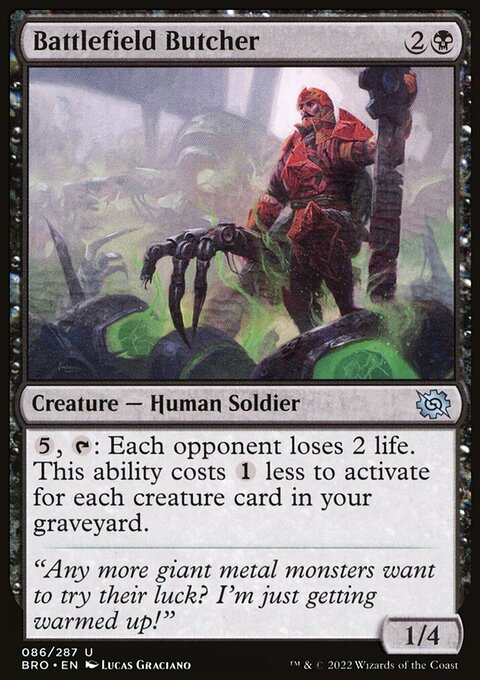 Battlefield Butcher 2
Creature — Human Soldier
5, : Each opponent loses 2 life.
This ability costs 1 less to activate
for each creature card in your
graveyard.
“Any more giant metal monsters want
to try their luck? I’m just getting
warmed up!”
1/4
086/287 U
BRO • EN Lucas Graciano
™ & © 2022 Wizards of the Coast